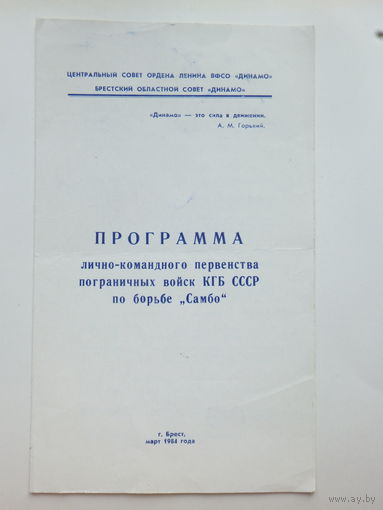 ЦЕНТРАЛЬНЫЙ СОВЕТ ОРДЕНА ЛЕНИНА ВФСО «ДИНАМО»
БРЕСТСКИЙ ОБЛАСТНОЙ СОВЕТ «ДИНАМО»
«Динамо» — это сила в движении.
А. М. Горький.
ПРОГРАММА
лично-командного первенства
пограничных войск КГБ СССР
по борьбе „Самбо“
г. Брест,
март 1984 года
www.ay.by